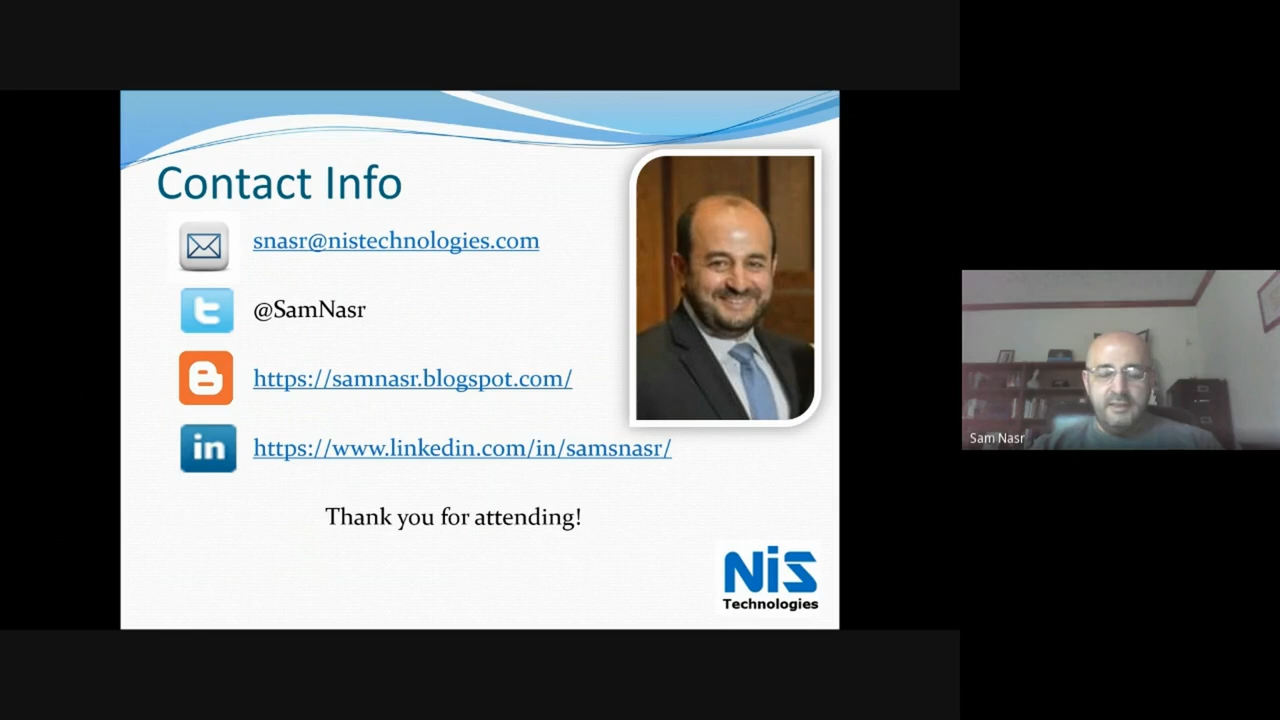 Contact Info
snasr@nistechnologies.com
@SamNasr
https://samnasr.blogspot.com/
https://www.linkedin.com/in/samsnasr/
Thank you for attending!
NiS
Technologies
Sam Nasr